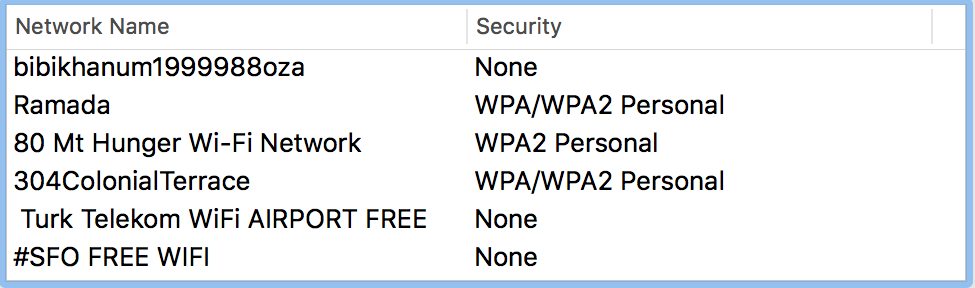 Network Name Security
bibikhanum1999988oza None
Ramada WPA/WPA2 Personal
80 Mt Hunger Wi-Fi Network WPA2 Personal
304ColonialTerrace WPA/WPA2 Personal
Turk Telekom WiFi AIRPORT FREE None
#SFO FREE WIFI None